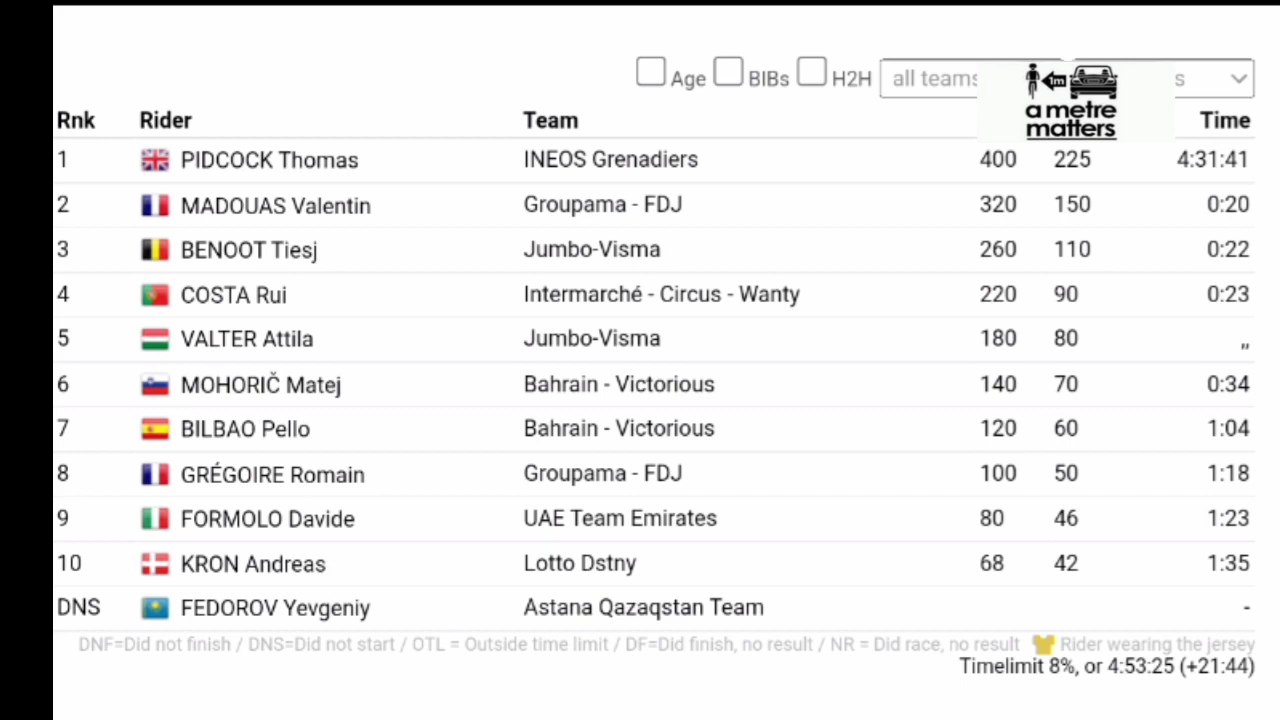 Age BIBs H2H all teams s
1m
a metre
matters
Rnk Rider Team Time
1 PIDCOCK Thomas INEOS Grenadiers 400 225 4:31:41
2 MADOUAS Valentin Groupama - FDJ 320 150 0:20
3 BENOOT Tiesj Jumbo-Visma 260 110 0:22
4 COSTA Rui Intermarché - Circus - Wanty 220 90 0:23
5 VALTER Attila Jumbo-Visma 180 80 ,,
6 MOHORIČ Matej Bahrain - Victorious 140 70 0:34
7 BILBAO Pello Bahrain - Victorious 120 60 1:04
8 GRÉGOIRE Romain Groupama - FDJ 100 50 1:18
9 FORMOLO Davide UAE Team Emirates 80 46 1:23
10 KRON Andreas Lotto Dstny 68 42 1:35
DNS FEDOROV Yevgeniy Astana Qazaqstan Team -
DNF=Did not finish / DNS=Did not start / OTL = Outside time limit / DF=Did finish, no result / NR = Did race, no result Rider wearing the jersey
Timelimit 8%, or 4:53:25 (+21:44)